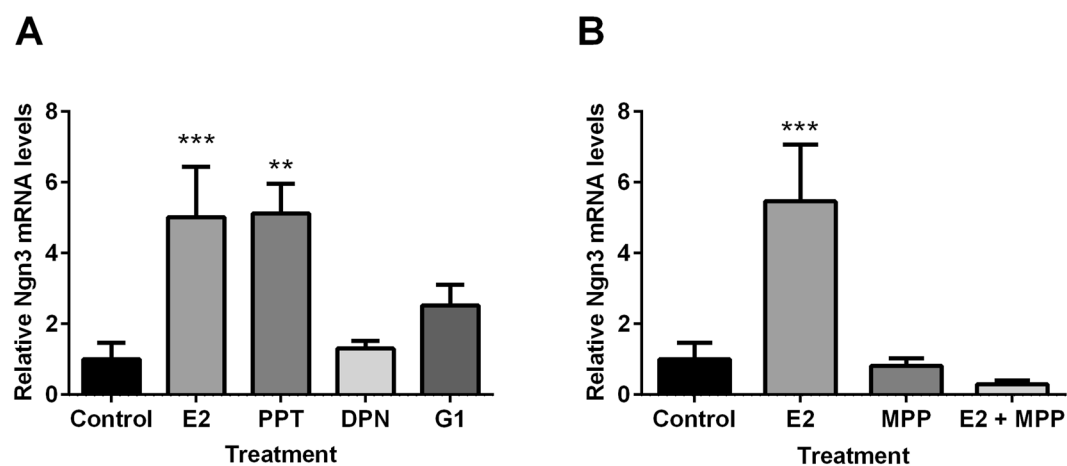 A
Relative Ngn3 mRNA levels
8
6
4
2
0
***
**
Control E2 PPT DPN G1
Treatment
B
Relative Ngn3 mRNA levels
8
6
4
2
0
***
Control E2 MPP E2 + MPP
Treatment